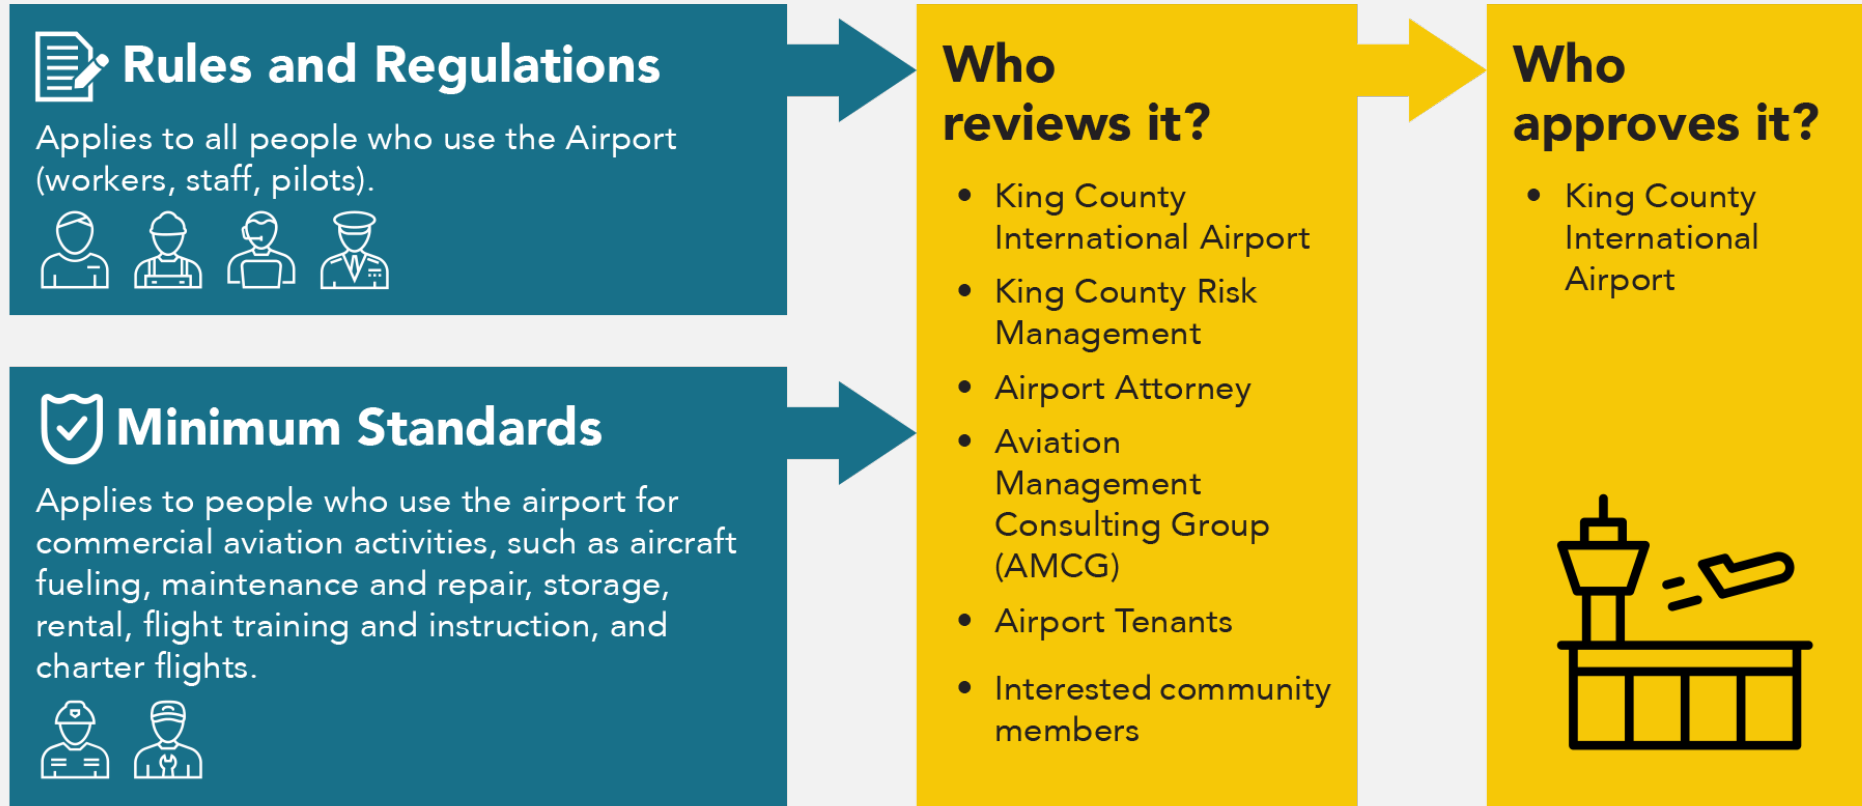 Rules and Regulations
Applies to all people who use the Airport
(workers, staff, pilots).
Minimum Standards
Applies to people who use the airport for
commercial aviation activities, such as aircraft
fueling, maintenance and repair, storage,
rental, flight training and instruction, and
charter flights.
Who
reviews it?
• King County
International Airport
• King County Risk
Management
• Airport Attorney
• Aviation
Management
Consulting Group
(AMCG)
• Airport Tenants
• Interested community
members
Who
approves it?
• King County
International
Airport